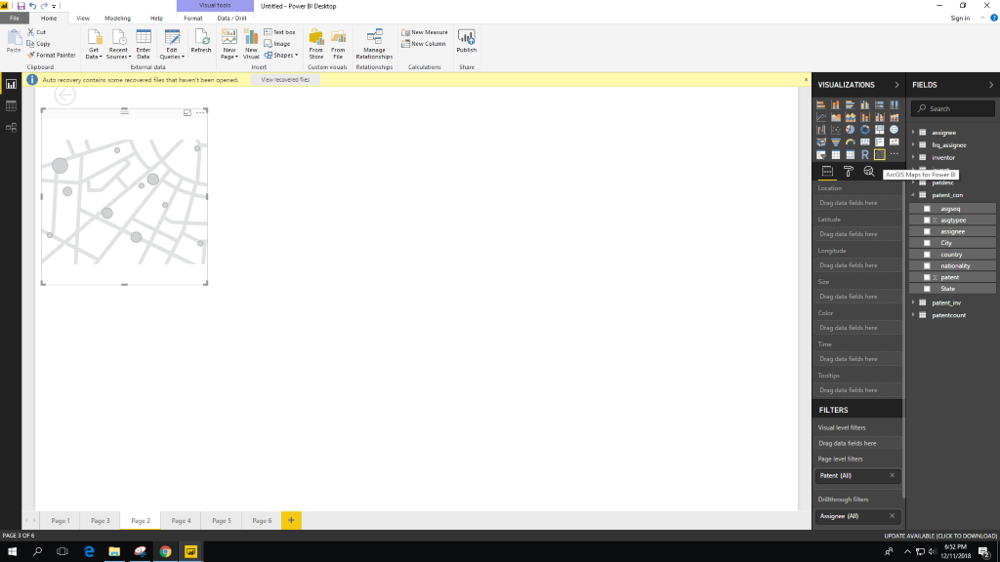 Visual tools
Untitled - Power BI Desktop
File
Home
View
Modeling
Help
Format
Data / Drill
Sign in
Paste
Cut
Copy
Format Painter
Get Data
Recent Sources
Enter Data
Edit Queries
Refresh
New Page
New Visual
Text box
Image
Shapes
From Store
From File
Manage Relationships
New Measure
New Column
Publish
Clipboard
External data
Insert
Custom visuals
Relationships
Calculations
Share
Auto recovery contains some recovered files that haven't been opened.
View recovered files
VISUALIZATIONS
R
ArcGIS Maps for Power BI
Location
Drag data fields here
Latitude
Drag data fields here
Longitude
Drag data fields here
Size
Drag data fields here
Color
Drag data fields here
Time
Drag data fields here
Tooltips
Drag data fields here
FILTERS
Visual level filters
Drag data fields here
Page level filters
Patent (All)
Drillthrough filters
Assignee (All)
FIELDS
Search
assignee
frq_assignee
inventor
patdesc
patent_con
asgseq
Σ asgtypee
assignee
City
country
nationality
Σ patent
State
patent_inv
patentcount
Page 1
Page 3
Page 2
Page 4
Page 5
Page 6
+
PAGE 3 OF 6
UPDATE AVAILABLE (CLICK TO DOWNLOAD)
6:52 PM
12/11/2018
2